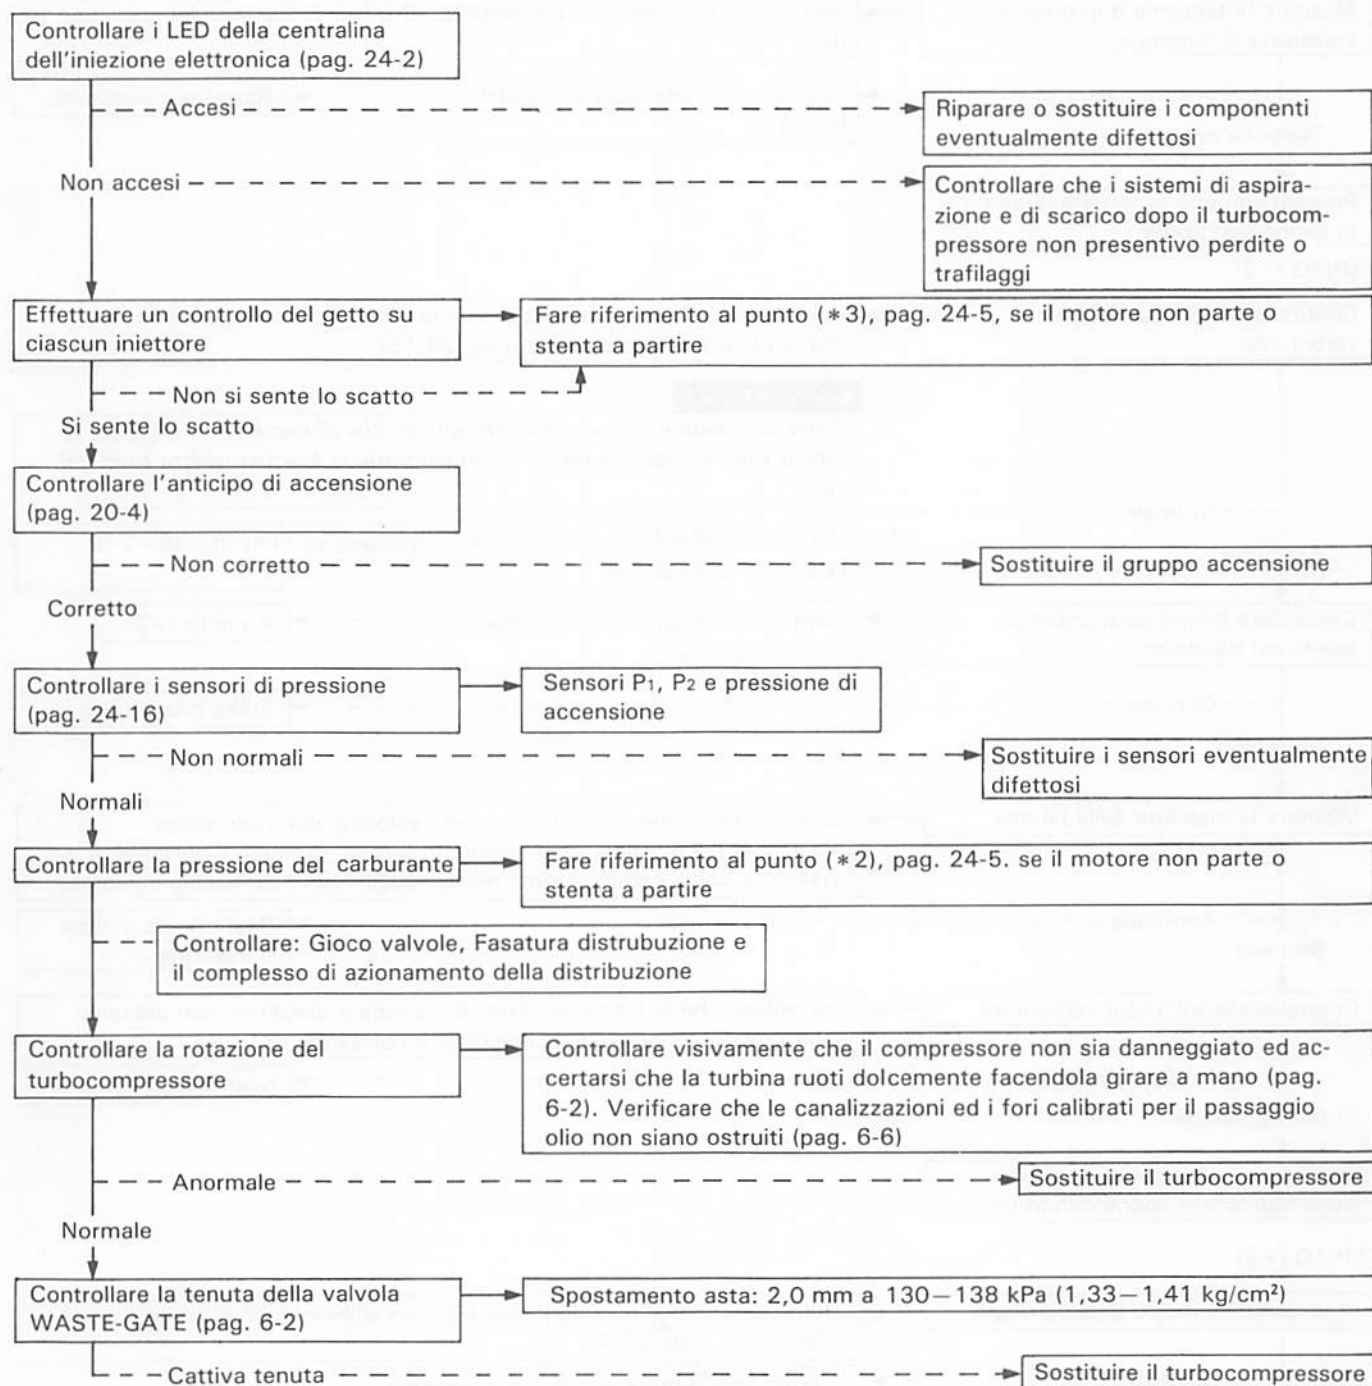 Controllare i LED della centralina
dell'iniezione elettronica (pag. 24-2)
Accesi
Riparare o sostituire i componenti
eventualmente difettosi
Non accesi
Controllare che i sistemi di aspira-
zione e di scarico dopo il turbocom-
pressore non presentivo perdite o
trafilaggi
Effettuare un controllo del getto su
ciascun iniettore
Fare riferimento al punto (*3), pag. 24-5, se il motore non parte o
stenta a partire
Non si sente lo scatto
Si sente lo scatto
Controllare l'anticipo di accensione
(pag. 20-4)
Non corretto
Sostituire il gruppo accensione
Corretto
Controllare i sensori di pressione
(pag. 24-16)
Sensori P1, P2 e pressione di
accensione
Non normali
Sostituire i sensori eventualmente
difettosi
Normali
Controllare la pressione del carburante
Fare riferimento al punto (*2), pag. 24-5. se il motore non parte o
stenta a partire
Controllare: Gioco valvole, Fasatura distrubuzione e
il complesso di azionamento della distribuzione
Controllare la rotazione del
turbocompressore
Controllare visivamente che il compressore non sia danneggiato ed ac-
certarsi che la turbina ruoti dolcemente facendola girare a mano (pag.
6-2). Verificare che le canalizzazioni ed i fori calibrati per il passaggio
olio non siano ostruiti (pag. 6-6)
Anormale
Sostituire il turbocompressore
Normale
Controllare la tenuta della valvola
WASTE-GATE (pag. 6-2)
Spostamento asta: 2,0 mm a 130—138 kPa (1,33—1,41 kg/cm²)
Cattiva tenuta
Sostituire il turbocompressore